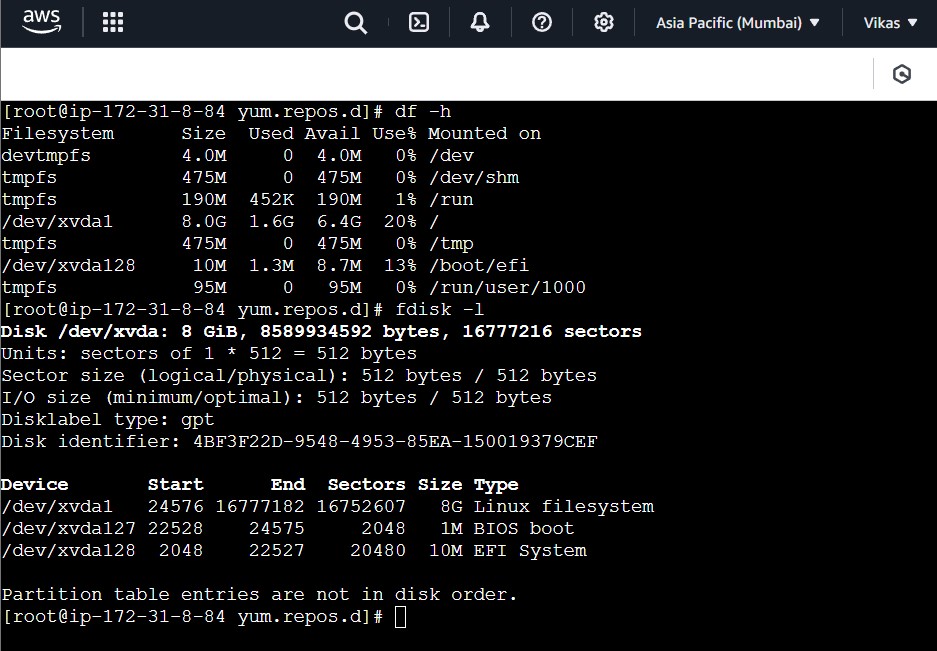 aws
Asia Pacific (Mumbai) ▼ Vikas ▼
[root@ip-172-31-8-84 yum.repos.d]# df -h
Filesystem      Size  Used Avail Use% Mounted on
devtmpfs        4.0M     0  4.0M   0% /dev
tmpfs           475M     0  475M   0% /dev/shm
tmpfs           190M  452K  190M   1% /run
/dev/xvda1      8.0G  1.6G  6.4G  20% /
tmpfs           475M     0  475M   0% /tmp
/dev/xvda128     10M  1.3M  8.7M  13% /boot/efi
tmpfs            95M     0   95M   0% /run/user/1000
[root@ip-172-31-8-84 yum.repos.d]# fdisk -l
Disk /dev/xvda: 8 GiB, 8589934592 bytes, 16777216 sectors
Units: sectors of 1 * 512 = 512 bytes
Sector size (logical/physical): 512 bytes / 512 bytes
I/O size (minimum/optimal): 512 bytes / 512 bytes
Disklabel type: gpt
Disk identifier: 4BF3F22D-9548-4953-85EA-150019379CEF
Device       Start      End  Sectors Size Type
/dev/xvda1   24576 16777182 16752607   8G Linux filesystem
/dev/xvda127 22528    24575     2048   1M BIOS boot
/dev/xvda128  2048    22527    20480  10M EFI System
Partition table entries are not in disk order.
[root@ip-172-31-8-84 yum.repos.d]#